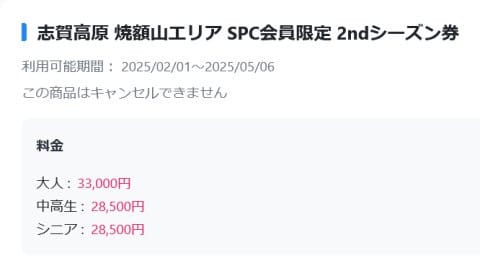 志賀高原 焼額山エリア SPC会員限定 2ndシーズン券
利用可能期間： 2025/02/01～2025/05/06
この商品はキャンセルできません
料金
大人 : 33,000円
中高生 : 28,500円
シニア : 28,500円